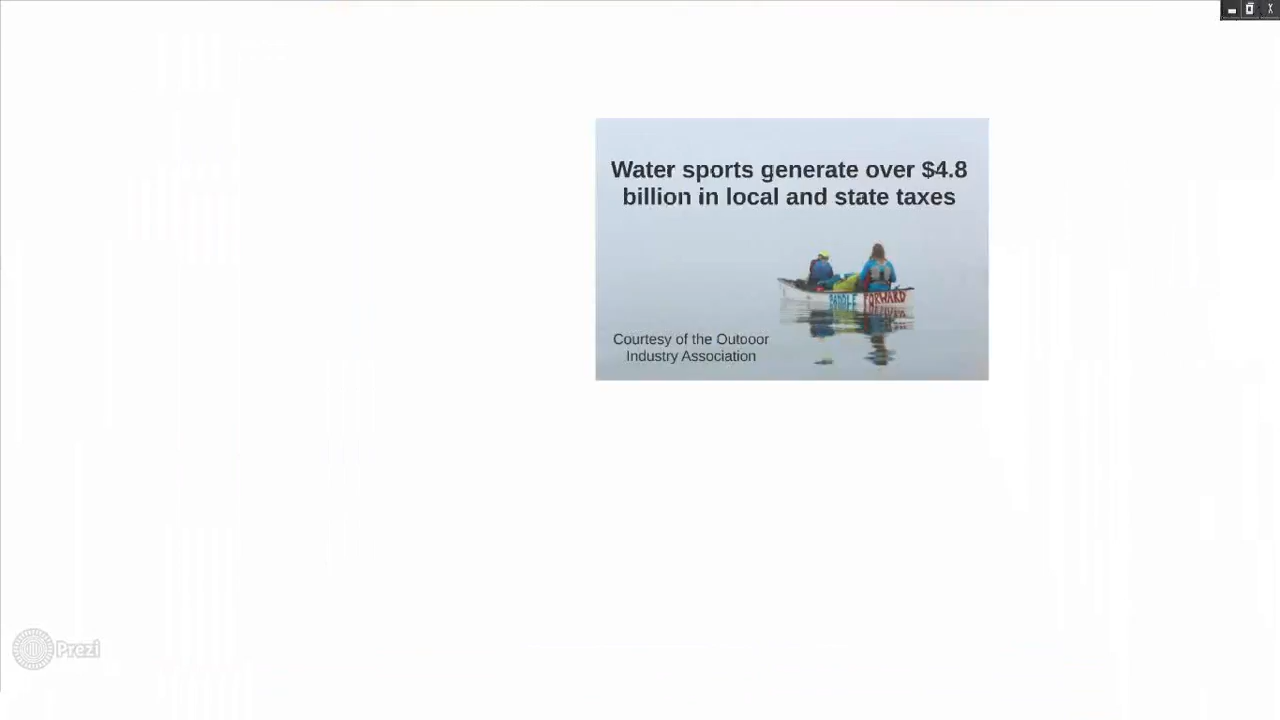 Water sports generate over $4.8
billion in local and state taxes
PADDLE FORWARD
Courtesy of the Outdoor
Industry Association
Prezi